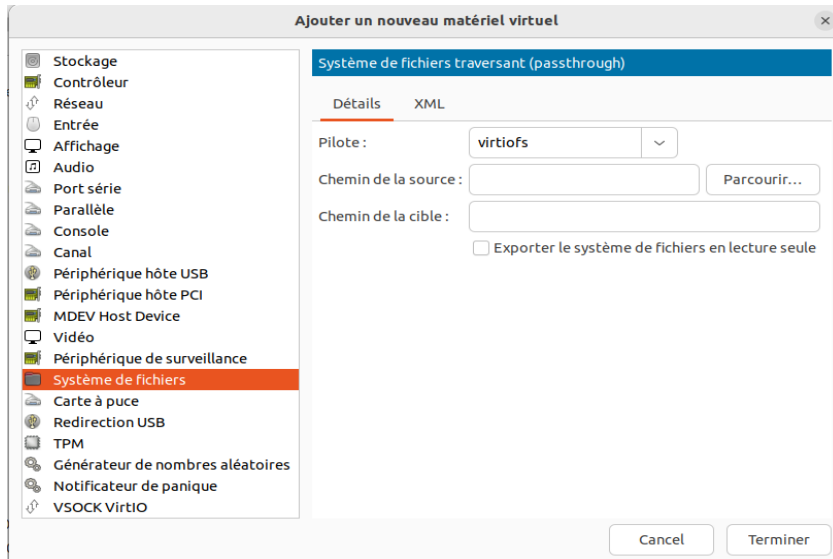 Ajouter un nouveau matériel virtuel
Stockage
Contrôleur
Réseau
Entrée
Affichage
Audio
Port série
Parallèle
Console
Canal
Périphérique hôte USB
Périphérique hôte PCI
MDEV Host Device
Vidéo
Périphérique de surveillance
Système de fichiers
Carte à puce
Redirection USB
TPM
Générateur de nombres aléatoires
Notificateur de panique
VSOCK VirtIO
Système de fichiers traversant (passthrough)
Détails XML
Pilote : virtiofs
Chemin de la source : Parcourir...
Chemin de la cible :
Exporter le système de fichiers en lecture seule
Cancel Terminer